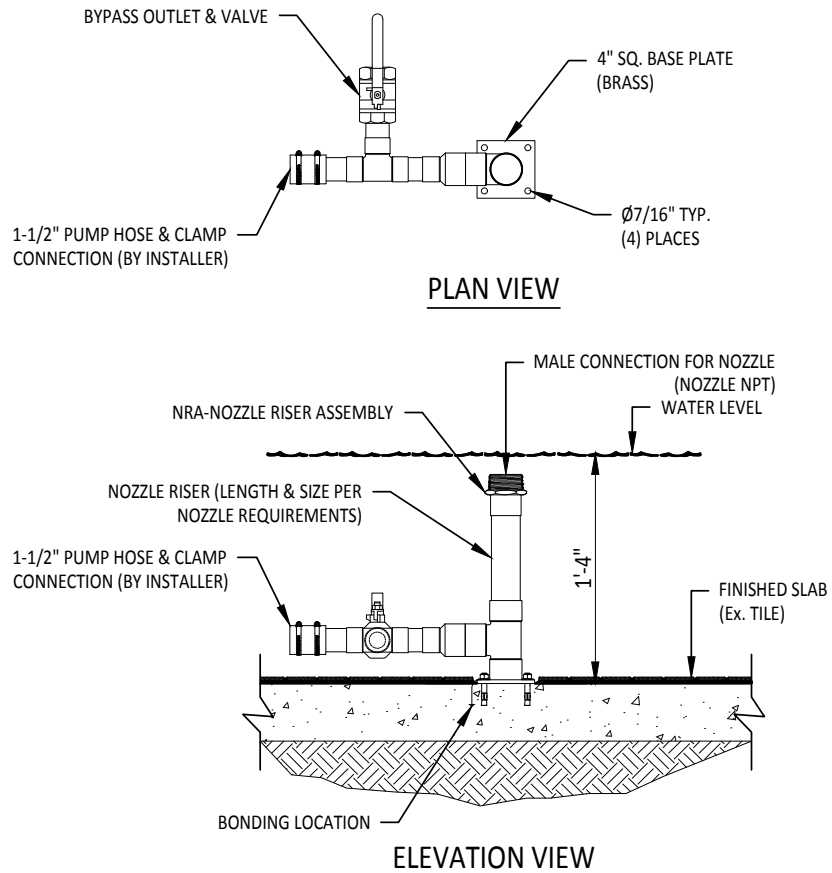 BYPASS OUTLET & VALVE
4" SQ. BASE PLATE
(BRASS)
1-1/2" PUMP HOSE & CLAMP
CONNECTION (BY INSTALLER)
Ø7/16" TYP.
(4) PLACES
PLAN VIEW
MALE CONNECTION FOR NOZZLE
(NOZZLE NPT)
WATER LEVEL
NRA-NOZZLE RISER ASSEMBLY
NOZZLE RISER (LENGTH & SIZE PER
NOZZLE REQUIREMENTS)
1-1/2" PUMP HOSE & CLAMP
CONNECTION (BY INSTALLER)
1'-4"
FINISHED SLAB
(Ex. TILE)
BONDING LOCATION
ELEVATION VIEW